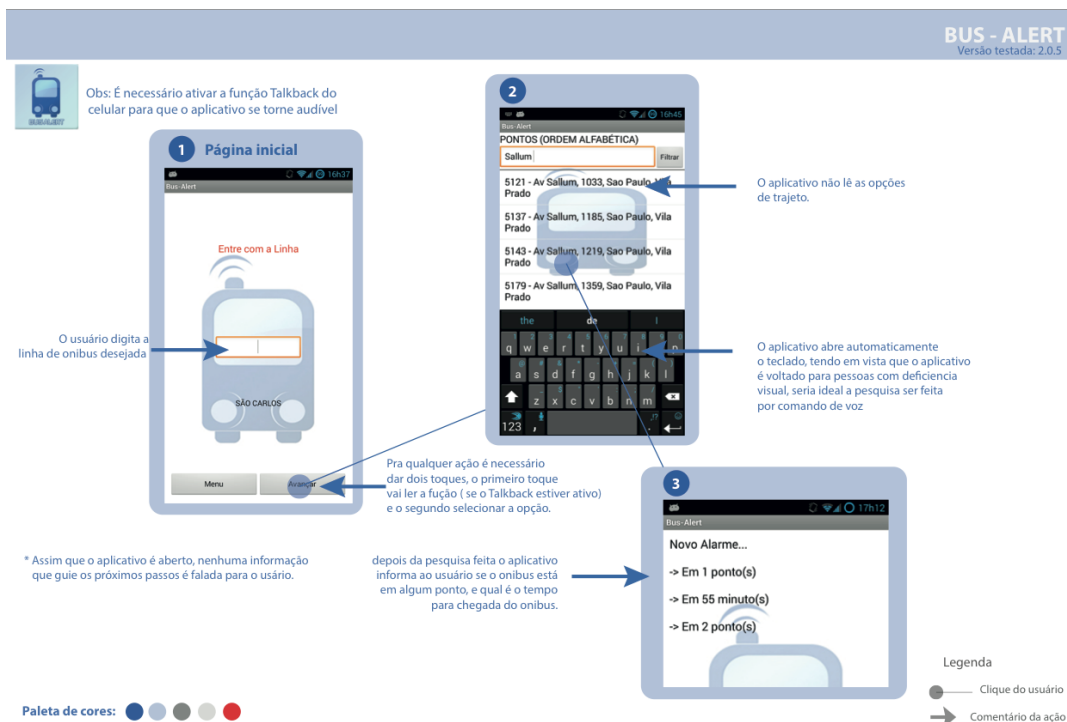 BUS - ALERT
Versão testada: 2.0.5
BUS ALERT
Obs: É necessário ativar a função Talkback do
celular para que o aplicativo se torne audível
1 Página inicial
16h37
Bus-Alert
Entre com a Linha
SÃO CARLOS
Menu
Avançar
O usuário digita a
linha de onibus desejada
Pra qualquer ação é necessário
dar dois toques, o primeiro toque
vai ler a fução ( se o Talkback estiver ativo)
e o segundo selecionar a opção.
* Assim que o aplicativo é aberto, nenhuma informação
que guie os próximos passos é falada para o usário.
2
16h45
Bus-Alert
PONTOS (ORDEM ALFABÉTICA)
Sallum
Filtrar
5121 - Av Sallum, 1033, Sao Paulo, Vila
Prado
5137 - Av Sallum, 1185, Sao Paulo, Vila
Prado
5143 - Av Sallum, 1219, Sao Paulo, Vila
Prado
5179 - Av Sallum, 1359, Sao Paulo, Vila
Prado
the de I
q w e r t y u i o p
a s d f g h j k l
z x c v b n m
123 , . !?
O aplicativo não lê as opções
de trajeto.
O aplicativo abre automaticamente
o teclado, tendo em vista que o aplicativo
é voltado para pessoas com deficiencia
visual, seria ideal a pesquisa ser feita
por comando de voz
3
17h12
Bus-Alert
Novo Alarme...
-> Em 1 ponto(s)
-> Em 55 minuto(s)
-> Em 2 ponto(s)
depois da pesquisa feita o aplicativo
informa ao usuário se o onibus está
em algum ponto, e qual é o tempo
para chegada do onibus.
Legenda
Clique do usuário
Comentário da ação
Paleta de cores: